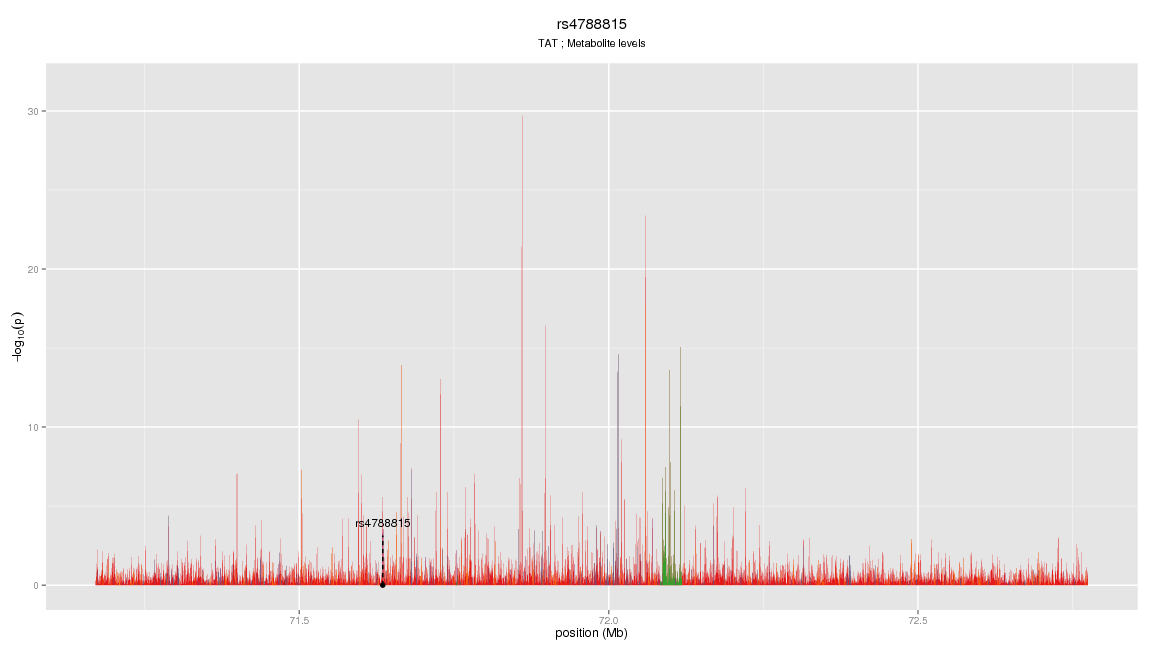 rs4788815
TAT ; Metabolite levels
30
20
10
0
−log10(p)
rs4788815
71.5
72.0
72.5
position (Mb)